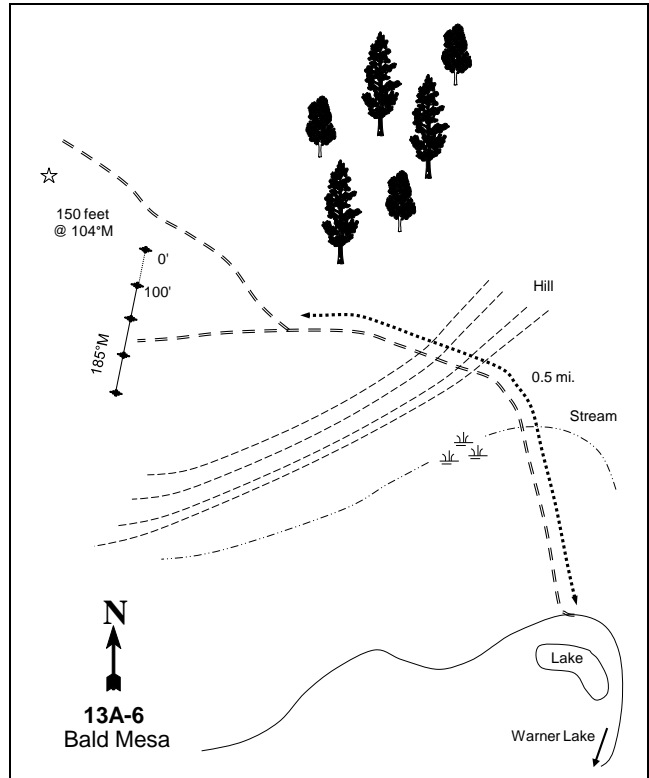 150 feet
@ 104°M
0'
100'
185°M
Hill
0.5 mi.
Stream
N
13A-6
Bald Mesa
Lake
Warner Lake